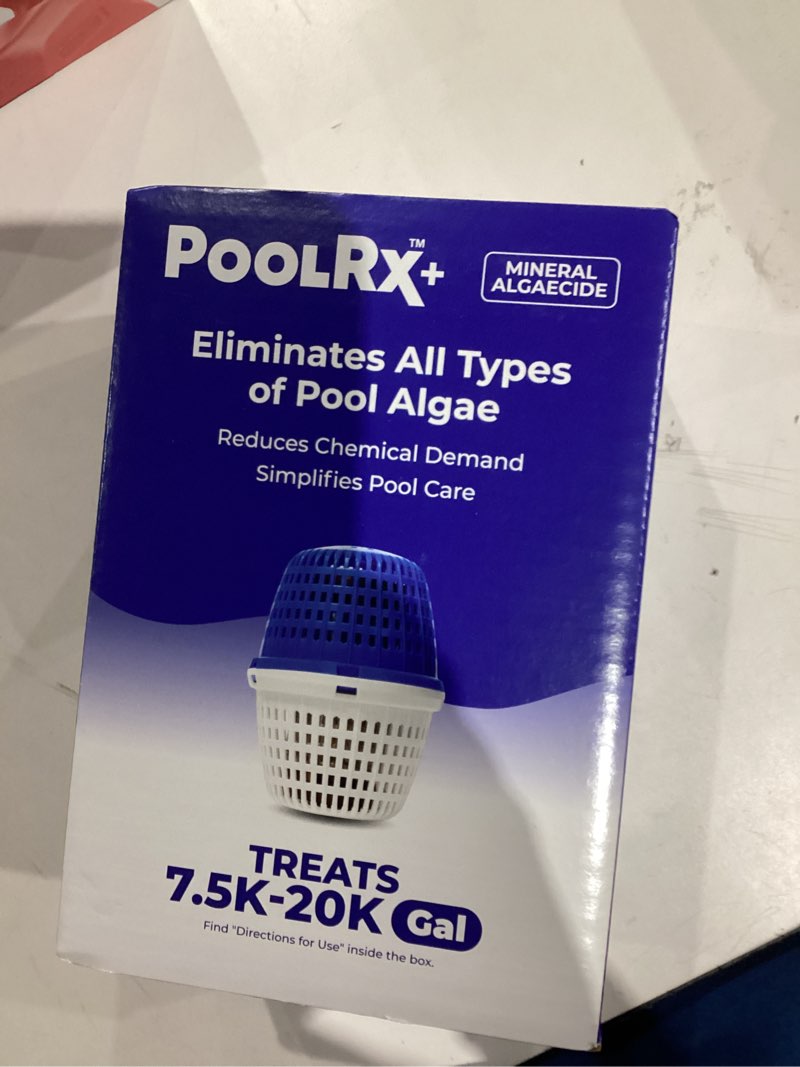 PoolRx™+
MINERAL
ALGAECIDE
Eliminates All Types
of Pool Algae
Reduces Chemical Demand
Simplifies Pool Care
TREATS
7.5K-20K Gal
Find "Directions for Use" inside the box.